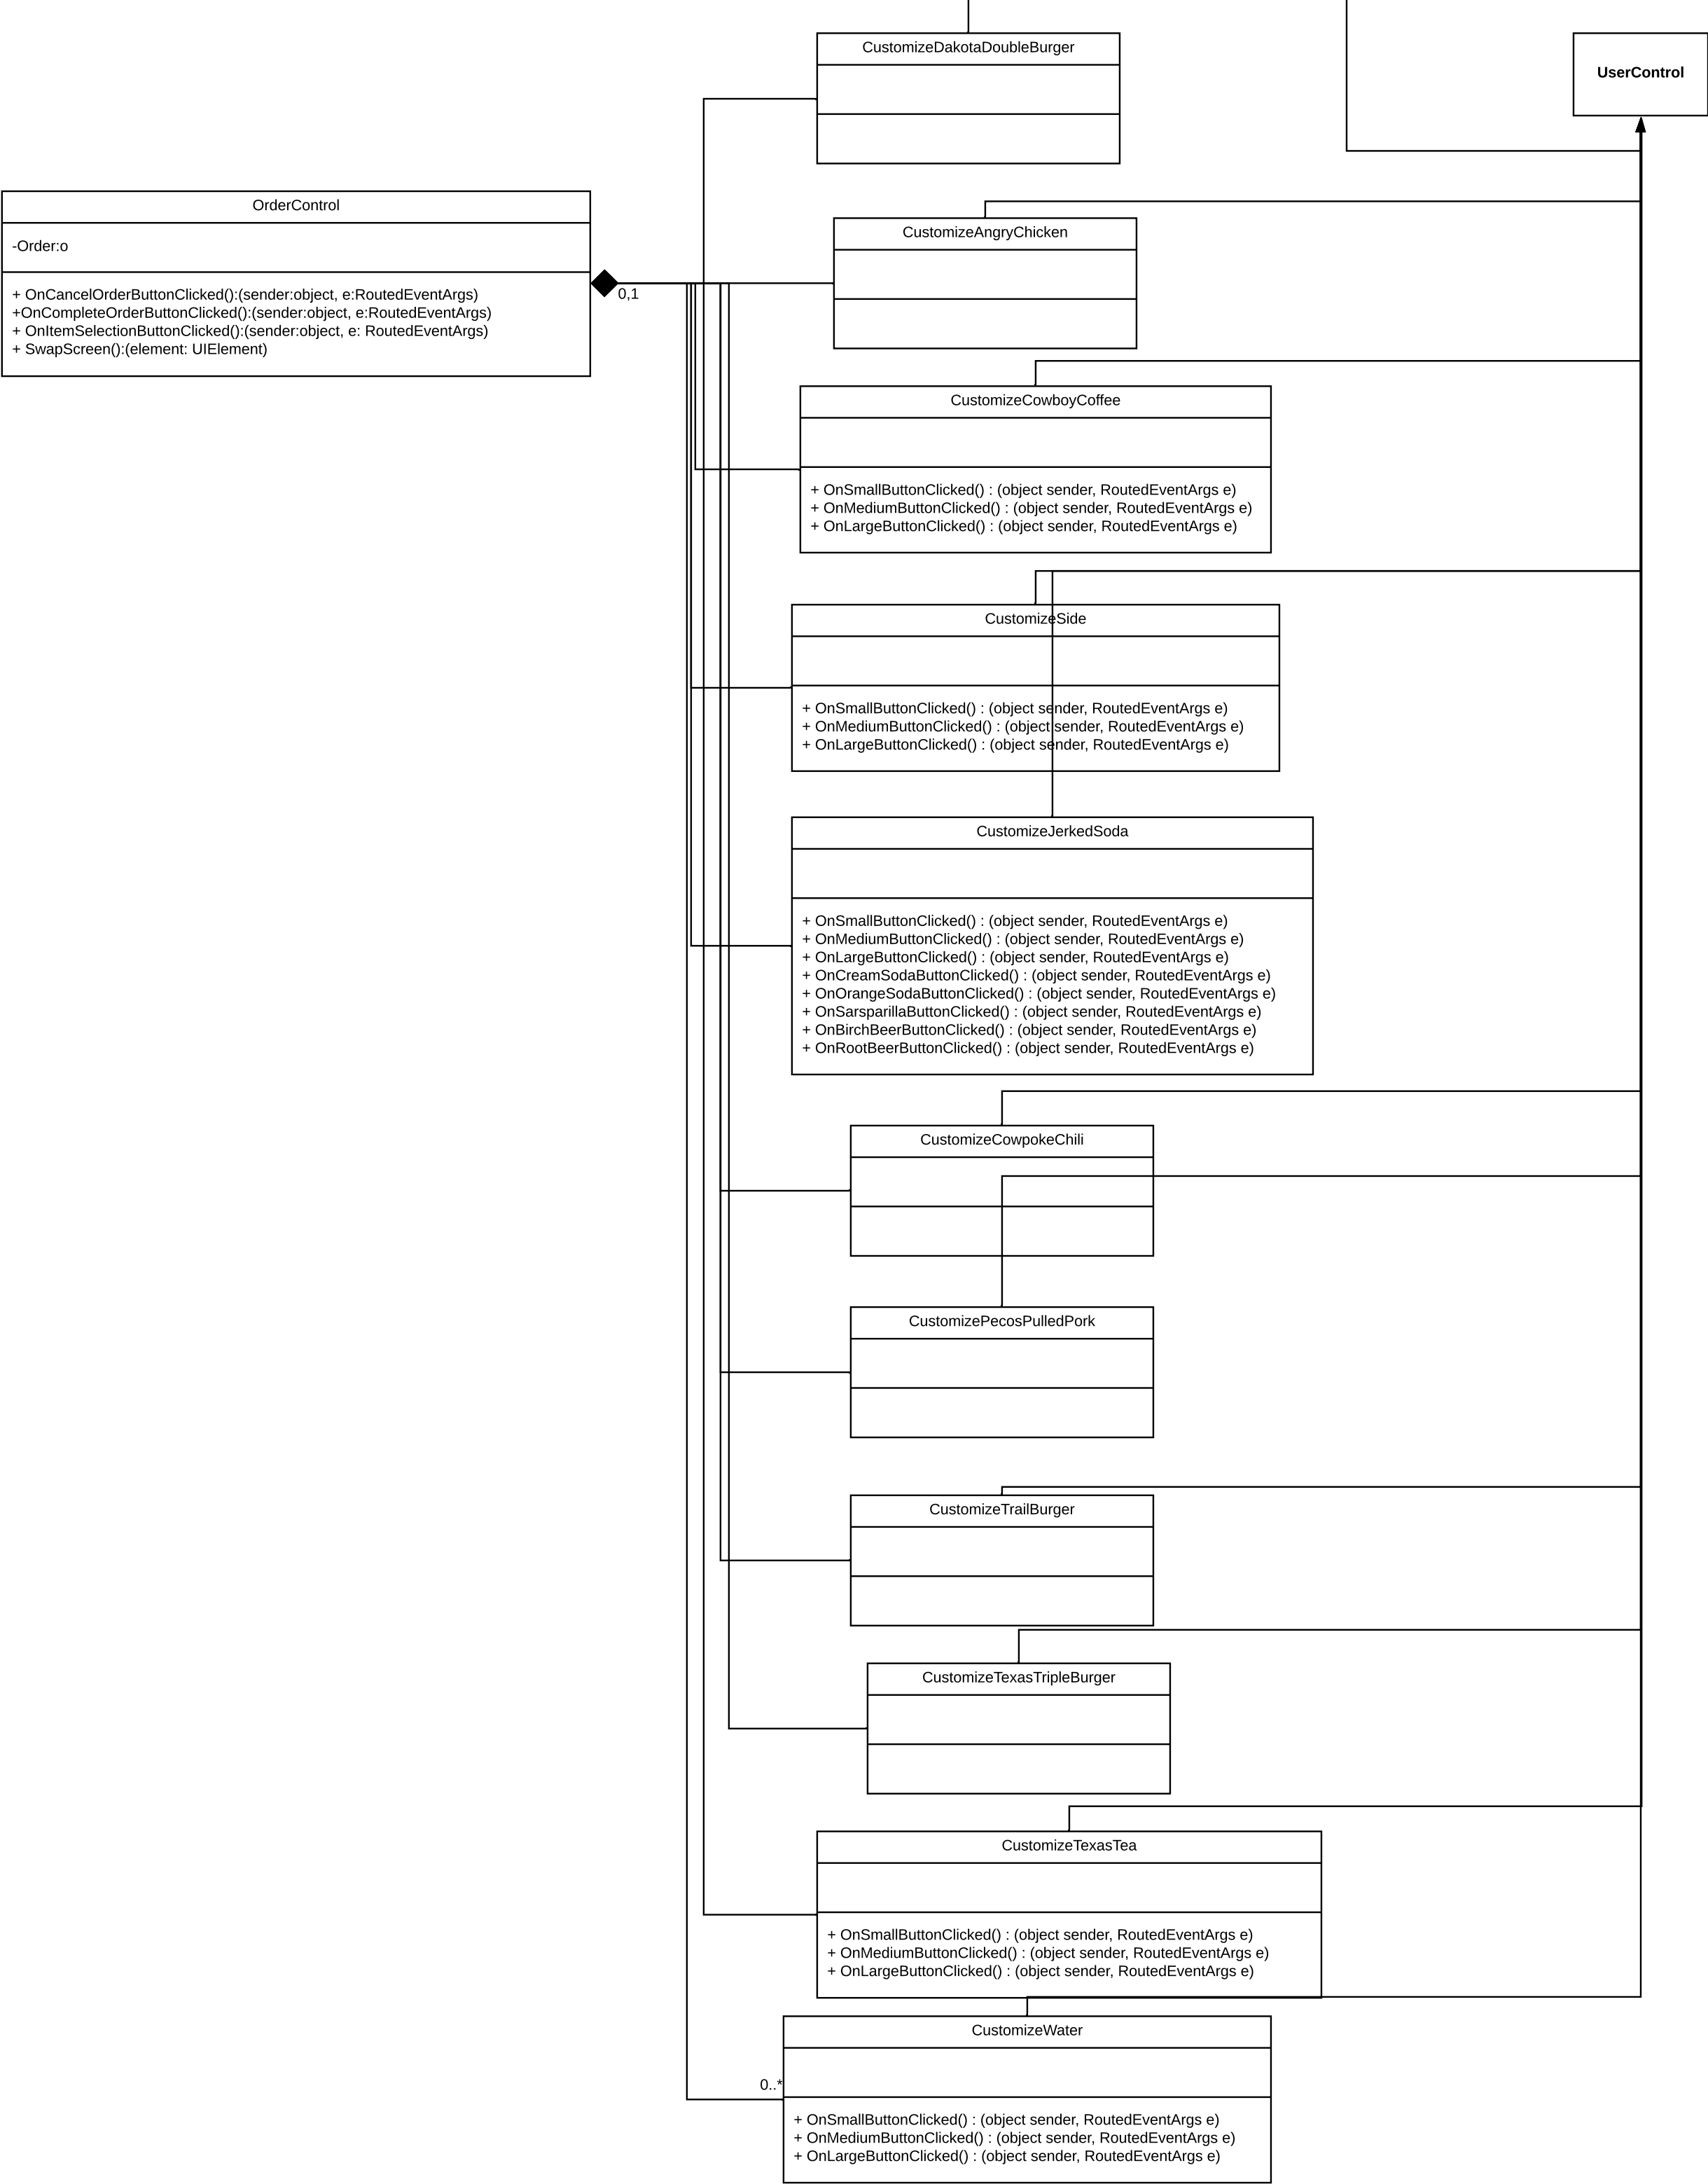 CustomizeDakotaDoubleBurger
UserControl
OrderControl
-Order:o
+ OnCancelOrderButtonClicked():(sender:object, e:RoutedEventArgs)
+OnCompleteOrderButtonClicked():(sender:object, e:RoutedEventArgs)
+ OnItemSelectionButtonClicked():(sender:object, e: RoutedEventArgs)
+ SwapScreen():(element: UIElement)
0,1
CustomizeAngryChicken
CustomizeCowboyCoffee
+ OnSmallButtonClicked() : (object sender, RoutedEventArgs e)
+ OnMediumButtonClicked() : (object sender, RoutedEventArgs e)
+ OnLargeButtonClicked() : (object sender, RoutedEventArgs e)
CustomizeSide
+ OnSmallButtonClicked() : (object sender, RoutedEventArgs e)
+ OnMediumButtonClicked() : (object sender, RoutedEventArgs e)
+ OnLargeButtonClicked() : (object sender, RoutedEventArgs e)
CustomizeJerkedSoda
+ OnSmallButtonClicked() : (object sender, RoutedEventArgs e)
+ OnMediumButtonClicked() : (object sender, RoutedEventArgs e)
+ OnLargeButtonClicked() : (object sender, RoutedEventArgs e)
+ OnCreamSodaButtonClicked() : (object sender, RoutedEventArgs e)
+ OnOrangeSodaButtonClicked() : (object sender, RoutedEventArgs e)
+ OnSarsparillaButtonClicked() : (object sender, RoutedEventArgs e)
+ OnBirchBeerButtonClicked() : (object sender, RoutedEventArgs e)
+ OnRootBeerButtonClicked() : (object sender, RoutedEventArgs e)
CustomizeCowpokeChili
CustomizePecosPulledPork
CustomizeTrailBurger
CustomizeTexasTripleBurger
CustomizeTexasTea
+ OnSmallButtonClicked() : (object sender, RoutedEventArgs e)
+ OnMediumButtonClicked() : (object sender, RoutedEventArgs e)
+ OnLargeButtonClicked() : (object sender, RoutedEventArgs e)
CustomizeWater
0..*
+ OnSmallButtonClicked() : (object sender, RoutedEventArgs e)
+ OnMediumButtonClicked() : (object sender, RoutedEventArgs e)
+ OnLargeButtonClicked() : (object sender, RoutedEventArgs e)